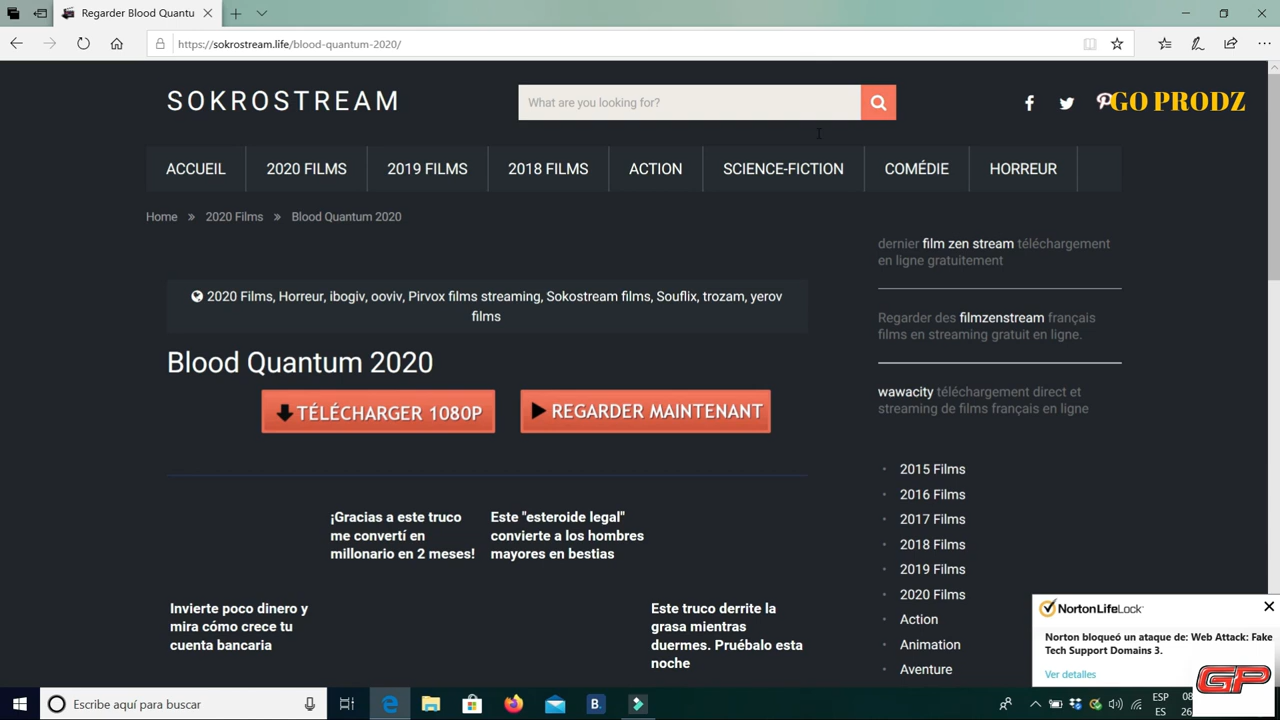 Regarder Blood Quantu
https://sokrostream.life/blood-quantum-2020/
SOKROSTREAM
What are you looking for?
GO PRODZ
ACCUEIL
2020 FILMS
2019 FILMS
2018 FILMS
ACTION
SCIENCE-FICTION
COMÉDIE
HORREUR
Home » 2020 Films » Blood Quantum 2020
2020 Films, Horreur, ibogiv, ooviv, Pirvox films streaming, Sokostream films, Souflix, trozam, yerov
films
Blood Quantum 2020
TÉLÉCHARGER 1080P
REGARDER MAINTENANT
¡Gracias a este truco
me convertí en
millonario en 2 meses!
Este "esteroide legal"
convierte a los hombres
mayores en bestias
Invierte poco dinero y
mira cómo crece tu
cuenta bancaria
Este truco derrite la
grasa mientras
duermes. Pruébalo esta
noche
dernier film zen stream téléchargement
en ligne gratuitement
Regarder des filmzenstream français
films en streaming gratuit en ligne.
wawacity téléchargement direct et
streaming de films français en ligne
2015 Films
2016 Films
2017 Films
2018 Films
2019 Films
2020 Films
Action
Animation
Aventure
NortonLifeLock
Norton bloqueó un ataque de: Web Attack: Fake
Tech Support Domains 3.
Ver detalles
GP
Escribe aquí para buscar
B.
ESP
ES
08
26